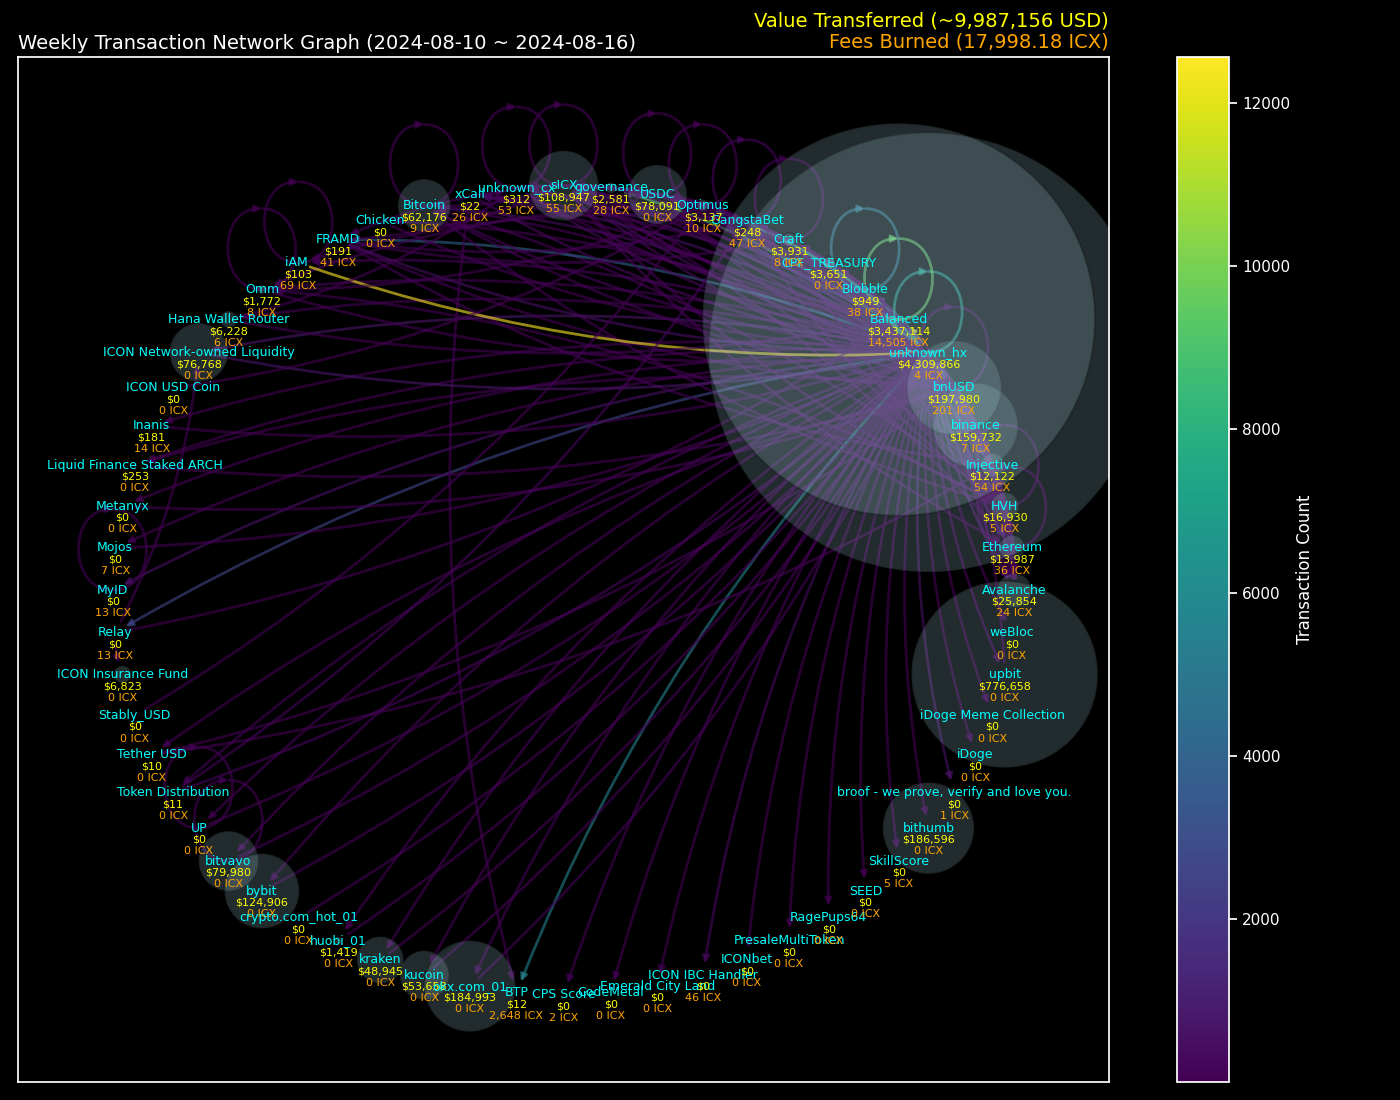 Value Transferred (~9,987,156 USD)
Weekly Transaction Network Graph (2024-08-10 ~ 2024-08-16)
Fees Burned (17,998.18 ICX)
sICX
$108,947
55 ICX
unknown_cx
$312
53 ICX
governance
$2,581
28 ICX
xCall
$22
26 ICX
USDC
$78,091
0 ICX
Bitcoin
$62,176
9 ICX
Optimus
$3,137
10 ICX
Chicken
$0
0 ICX
GangstaBet
$248
47 ICX
FRAMD
$191
41 ICX
Craft
$3,931
iAM
$103
69 ICX
CPF_TREASURY
$3,651
0 ICX
Omm
$1,772
8 ICX
Blobble
$949
38 ICX
Hana Wallet Router
$6,228
6 ICX
Balanced
$3,437,114
14,505 ICX
ICON Network-owned Liquidity
$76,768
0 ICX
unknown_hx
$4,309,866
4 ICX
ICON USD Coin
$0
0 ICX
bnUSD
$197,980
201 ICX
Inanis
$181
14 ICX
binance
$159,732
7 ICX
Liquid Finance Staked ARCH
$253
0 ICX
Injective
$12,122
54 ICX
Metanyx
$0
0 ICX
HVH
$16,930
5 ICX
Mojos
$0
7 ICX
Ethereum
$13,987
36 ICX
MyID
$0
13 ICX
Avalanche
$25,854
24 ICX
Relay
$0
13 ICX
weBloc
$0
0 ICX
ICON Insurance Fund
$6,823
0 ICX
upbit
$776,658
0 ICX
Stably_USD
$0
0 ICX
iDoge Meme Collection
$0
0 ICX
Tether USD
$10
0 ICX
iDoge
$0
0 ICX
Token Distribution
$11
0 ICX
broof - we prove, verify and love you.
$0
1 ICX
UP
$0
0 ICX
bithumb
$186,596
0 ICX
bitvavo
$79,980
0 ICX
SkillScore
$0
5 ICX
bybit
$124,906
0 ICX
SEED
$0
0 ICX
crypto.com_hot_01
$0
0 ICX
RagePups64
$0
huobi_01
$1,419
0 ICX
PresaleMultiToken
$0
0 ICX
kraken
$48,945
0 ICX
ICONbet
$0
0 ICX
kucoin
0 ICX
ICON IBC Handler
$0
46 ICX
okx.com_01
$184,993
0 ICX
Emerald City Land
$0
0 ICX
BTP
$12
2,648 ICX
CPS Score
$0
2 ICX
CodeMetal
$0
0 ICX
12000
10000
8000
6000
4000
2000
Transaction Count